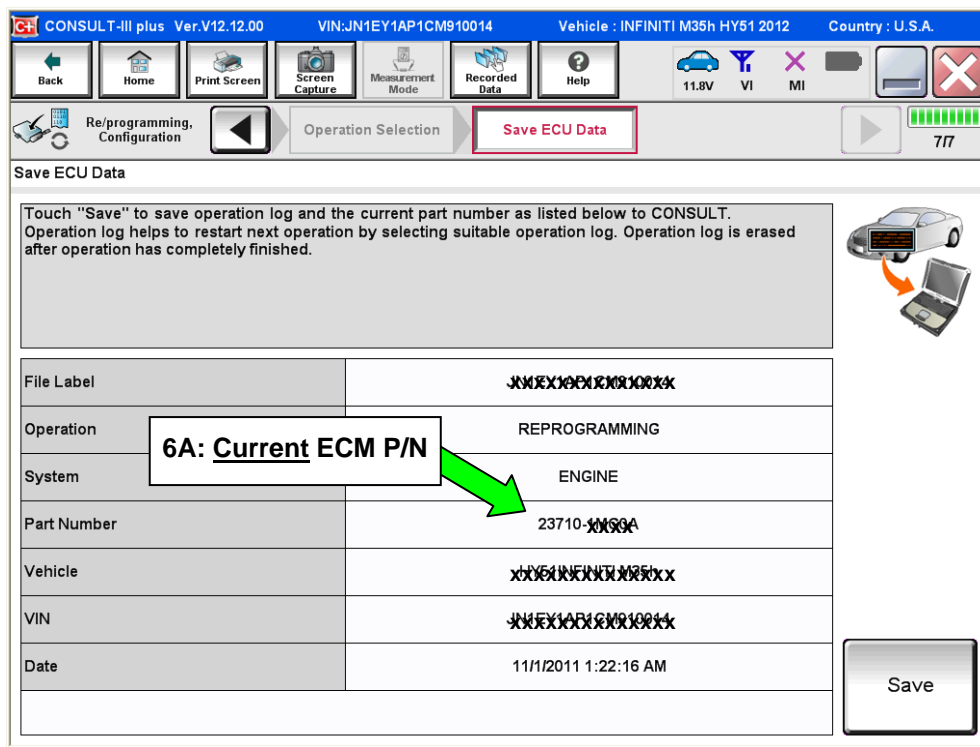 C+ CONSULT-III plus Ver.V12.12.00 VIN:JN1EY1AP1CM910014 Vehicle : INFINITI M35h HY51 2012 Country : U.S.A.
Back Home Print Screen Screen Capture Measurement Mode Recorded Data Help 11.8V VI MI
Re/programming, Configuration Operation Selection Save ECU Data 7/7
Save ECU Data
Touch "Save" to save operation log and the current part number as listed below to CONSULT.
Operation log helps to restart next operation by selecting suitable operation log. Operation log is erased
after operation has completely finished.
File Label
Operation REPROGRAMMING
6A: Current ECM P/N
System ENGINE
Part Number 23710-
Vehicle
VIN
Date 11/1/2011 1:22:16 AM
Save